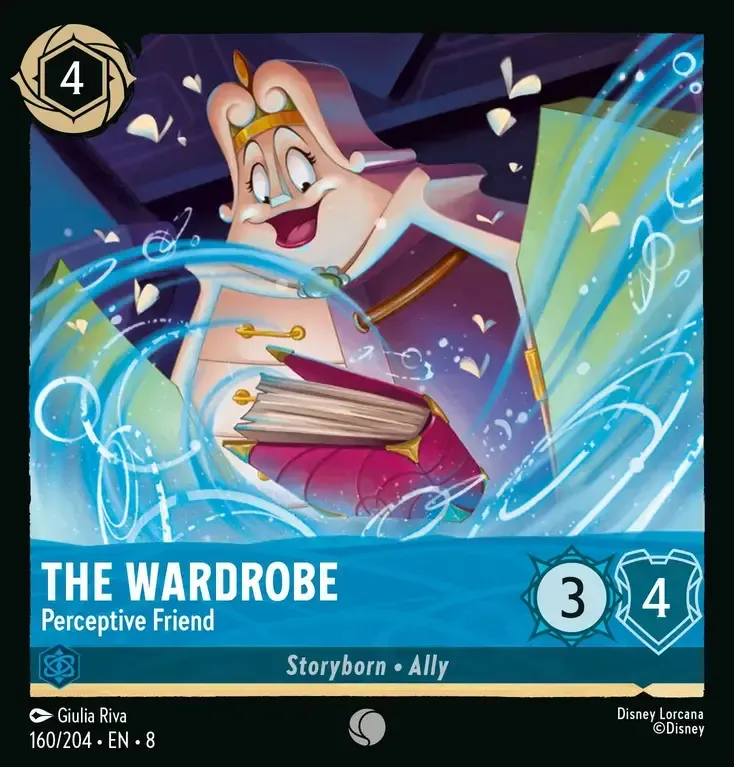 4
THE WARDROBE
Perceptive Friend
3
4
Storyborn • Ally
Giulia Riva
160/204 • EN • 8
Disney Lorcana
©Disney